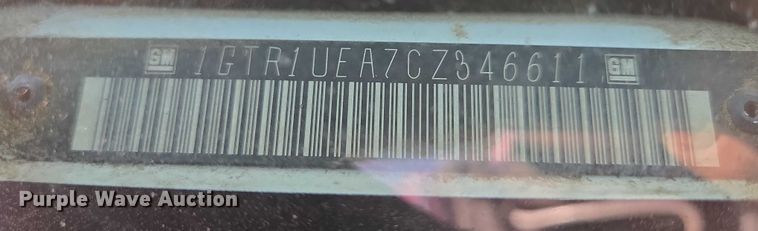 GM 1GTR1UEA7CZ346611 GM
Purple Wave Auction